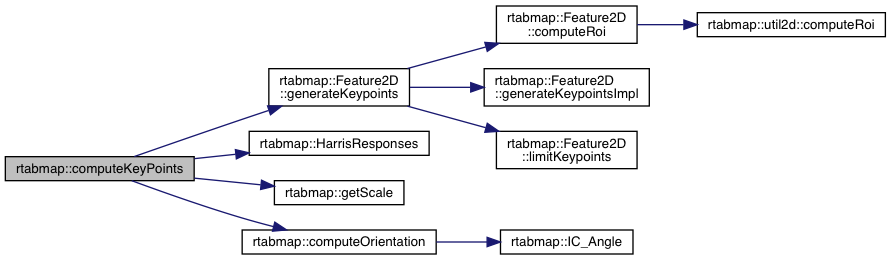 rtabmap::computeKeyPoints
rtabmap::Feature2D
::generateKeypoints
rtabmap::Feature2D
::computeRoi
rtabmap::util2d::computeRoi
rtabmap::Feature2D
::generateKeypointsImpl
rtabmap::Feature2D
::limitKeypoints
rtabmap::HarrisResponses
rtabmap::getScale
rtabmap::computeOrientation
rtabmap::IC_Angle